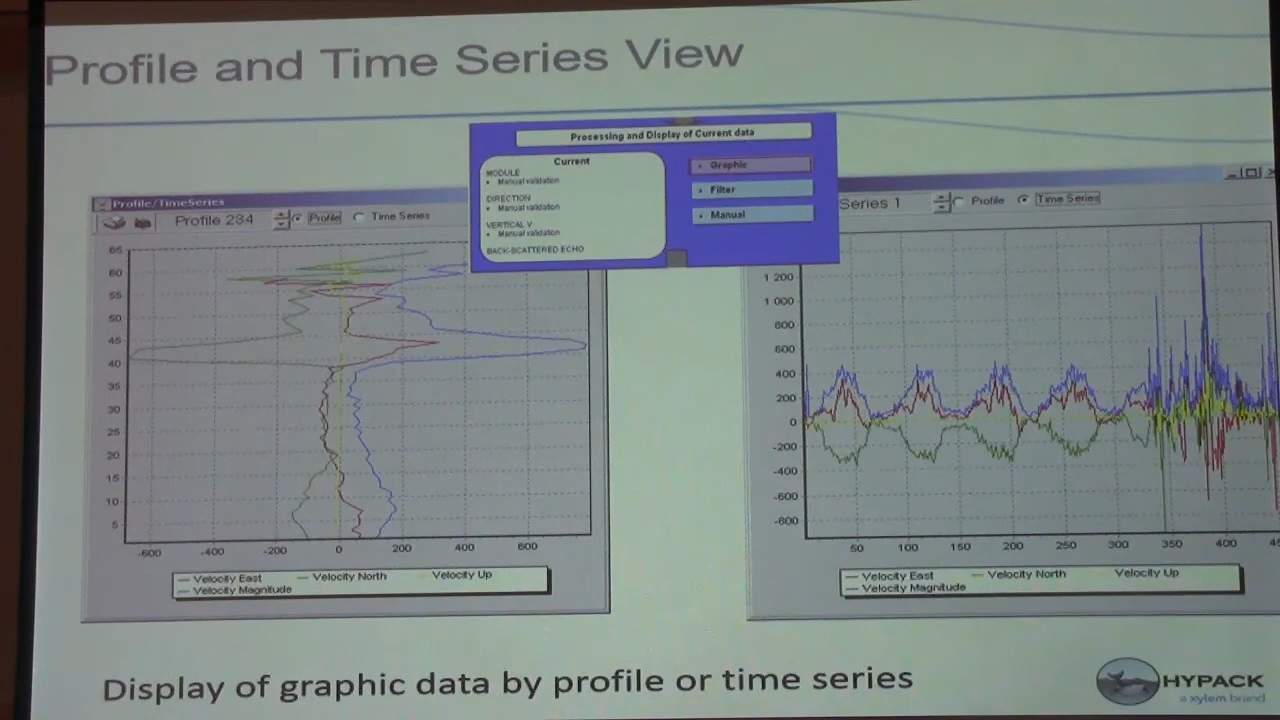 Profile and Time Series View
Processing and Display of Current data
Current
MODULE
• Manual validation
DIRECTION
• Manual validation
VERTICAL V
• Manual validation
BACK-SCATTERED ECHO
• Graphic
• Filter
• Manual
Profile/TimeSeries
Profile 234 Profile Time Series
65
60
55
50
45
40
35
30
25
20
15
10
5
-600 -400 -200 0 200 400 600
Velocity East Velocity North Velocity Up
Velocity Magnitude
Series 1 Profile Time Series
1 200
1 000
800
600
400
200
0
-200
-400
-600
-800
50 100 150 200 250 300 350 400 45
Velocity East Velocity North Velocity Up
Velocity Magnitude
Display of graphic data by profile or time series
HYPACK
a xylem brand